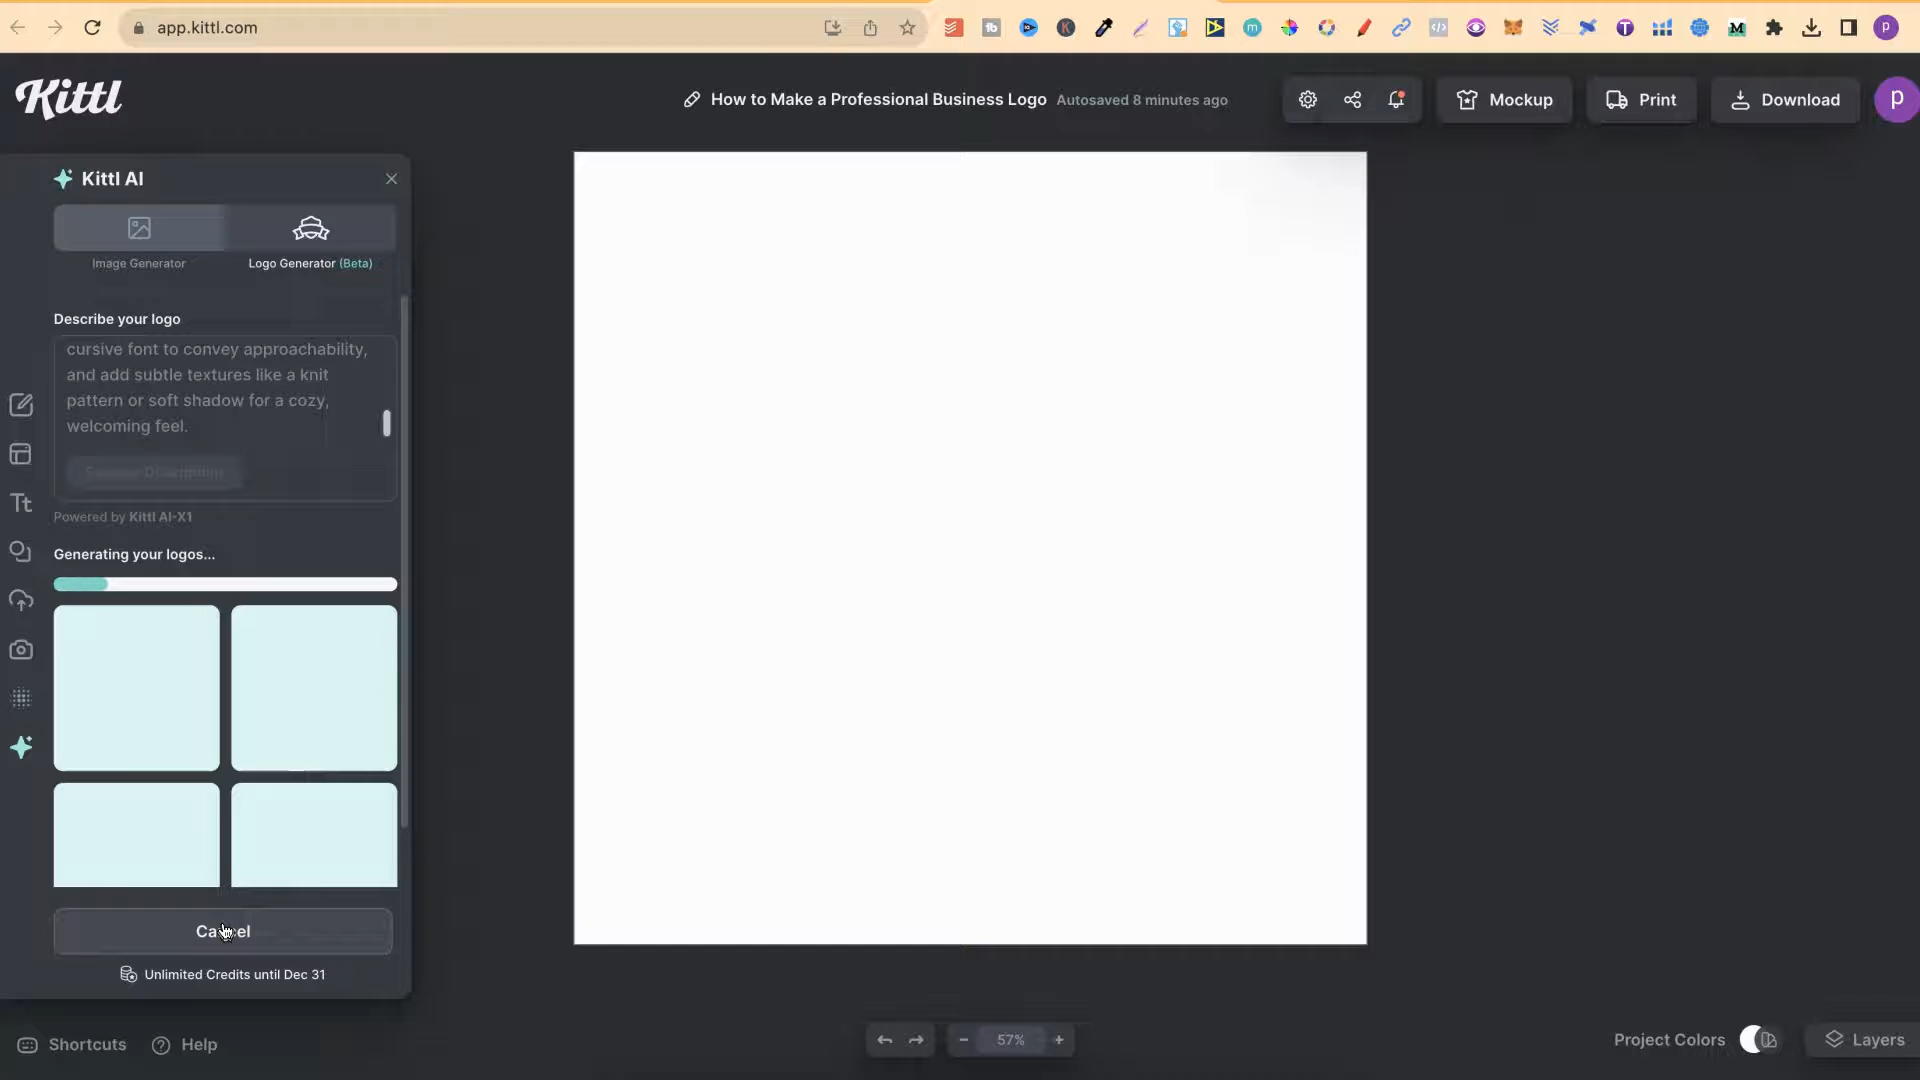 app.kittl.com
Kittl
How to Make a Professional Business Logo
Autosaved 8 minutes ago
Mockup
Print
Download
p
Kittl AI
Image Generator
Logo Generator (Beta)
Describe your logo
cursive font to convey approachability,
and add subtle textures like a knit
pattern or soft shadow for a cozy,
welcoming feel.
Powered by Kittl AI-X1
Generating your logos...
Cancel
Unlimited Credits until Dec 31
Tt
Shortcuts
Help
57%
Project Colors
Layers